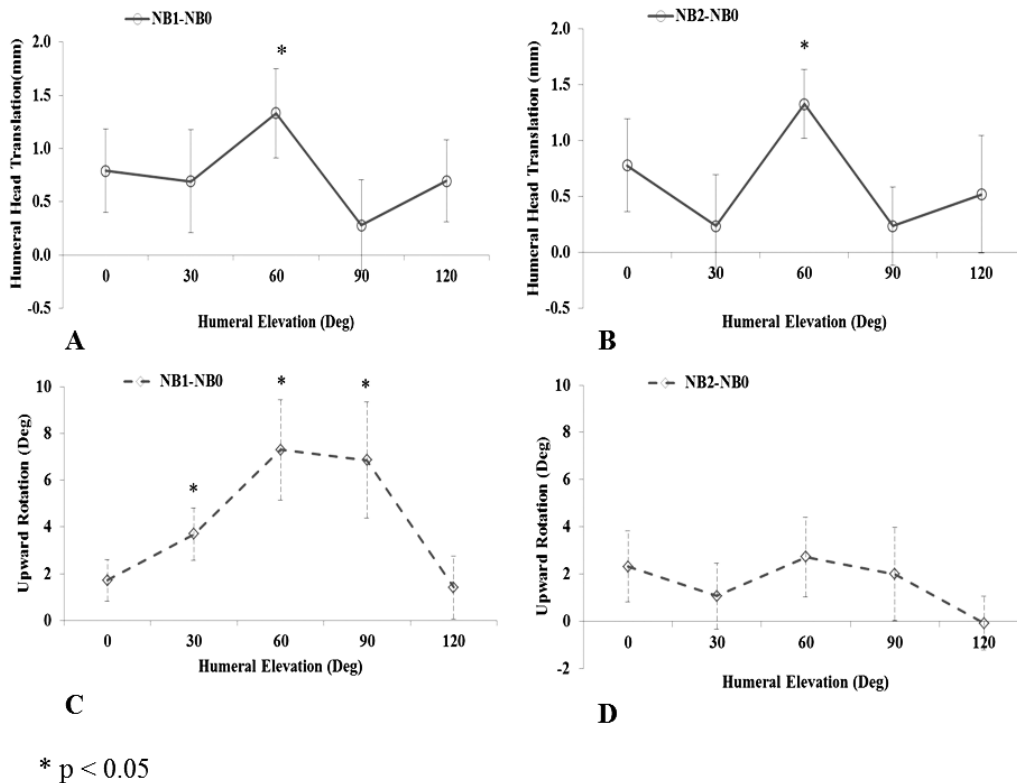 NB1-NB0
Humeral Head Translation(mm)
2.0
1.5
1.0
0.5
0.0
-0.5
*
0 30 60 90 120
Humeral Elevation (Deg)
A
NB2-NB0
Humeral Head Translation (mm)
2.0
1.5
1.0
0.5
0.0
-0.5
*
0 30 60 90 120
Humeral Elevation (Deg)
B
NB1-NB0
Upward Rotation (Deg)
10
8
6
4
2
0
* * *
0 30 60 90 120
Humeral Elevation (Deg)
C
NB2-NB0
Upward Rotation (Deg)
10
8
6
4
2
0
-2
0 30 60 90 120
Humeral Elevation (Deg)
D
* p < 0.05